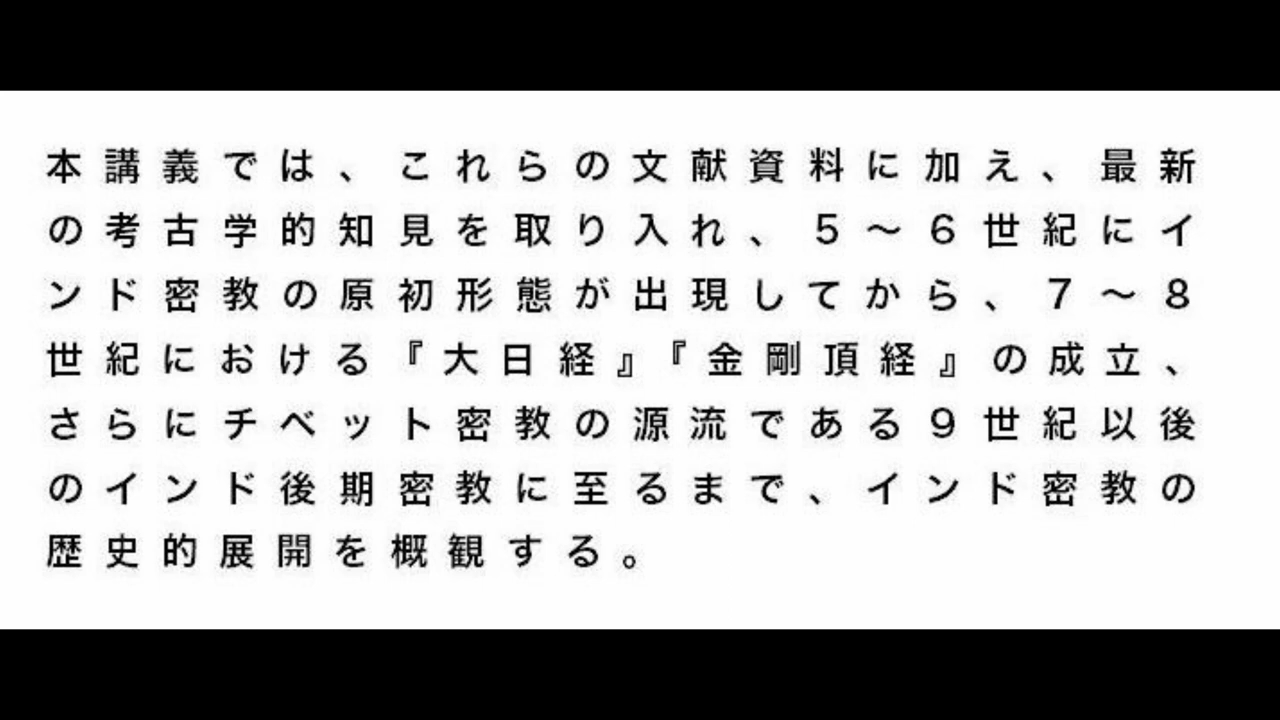 本講義では、これらの文献資料に加え、最新
の考古学的知見を取り入れ、５～６世紀にイ
ンド密教の原初形態が出現してから、７～８
世紀における『大日経』『金剛頂経』の成立、
さらにチベット密教の源流である９世紀以後
のインド後期密教に至るまで、インド密教の
歴史的展開を概観する。